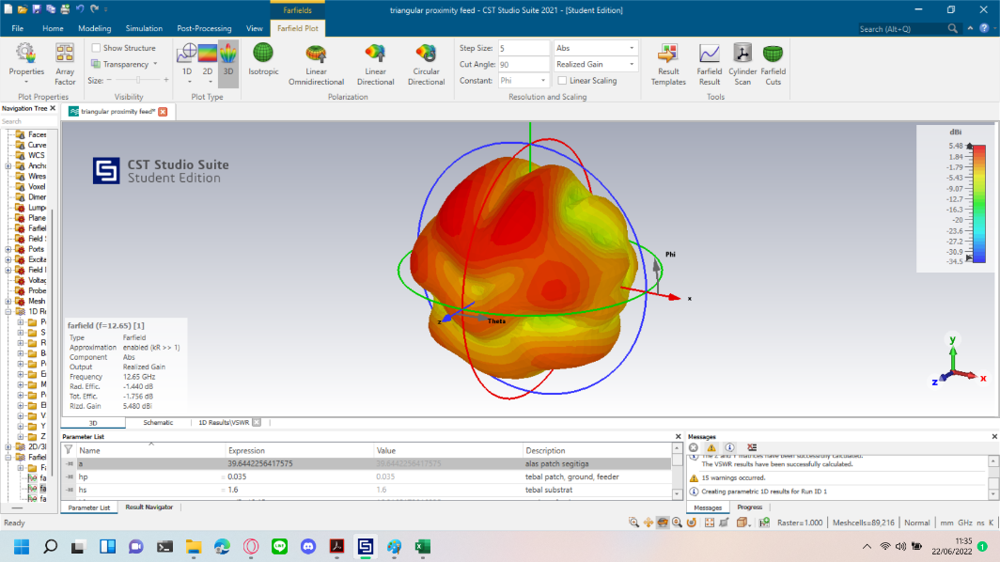 Farfields
triangular proximity feed - CST Studio Suite 2021 - [Student Edition]
File Home Modeling Simulation Post-Processing View Farfield Plot
Search (Alt+Q)
Show Structure
Transparency
Size:
Properties
Array Factor
1D 2D 3D
Isotropic
Linear Omnidirectional
Linear Directional
Circular Directional
Step Size: 5 Abs
Cut Angle: 90 Realized Gain
Constant: Phi Linear Scaling
Result Templates
Farfield Result
Cylinder Scan
Farfield Cuts
Plot Properties Visibility Plot Type Polarization Resolution and Scaling Tools
Navigation Tree
Search
triangular proximity feed*
Faces
Curve
WCS
Ancho
Wires
Voxel
Dimer
Lump
Plane
Farfiel
Field S
Ports
Excita
Field I
Voltag
Probe
Mesh
1D Re
2D/3D
Farfiel
CST Studio Suite
Student Edition
dBi
5.48
1.84
-1.79
-5.43
-9.07
-12.7
-16.3
-20
-23.6
-27.2
-30.9
-34.5
Phi
x
z
Theta
y
z
x
farfield (f=12.65) [1]
Type Farfield
Approximation enabled (kR >> 1)
Component Abs
Output Realized Gain
Frequency 12.65 GHz
Rad. Effic. -1.440 dB
Tot. Effic. -1.756 dB
Rlzd. Gain 5.480 dBi
3D Schematic 1D Results\VSWR
Parameter List
Name Expression Value Description
a 39.6442256417575 39.6442256417575 alas patch segitiga
hp = 0.035 0.035 tebal patch, ground, feeder
hs = 1.6 1.6 tebal substrat
Parameter List Result Navigator
Messages
The Z and Y matrices have been successfully calculated.
The VSWR results have been successfully calculated.
15 warnings occurred.
Creating parametric 1D results for Run ID 1
Messages Progress
Ready
Raster=1.000 Meshcells=89,216 Normal mm GHz ns K
11:35
22/06/2022
1